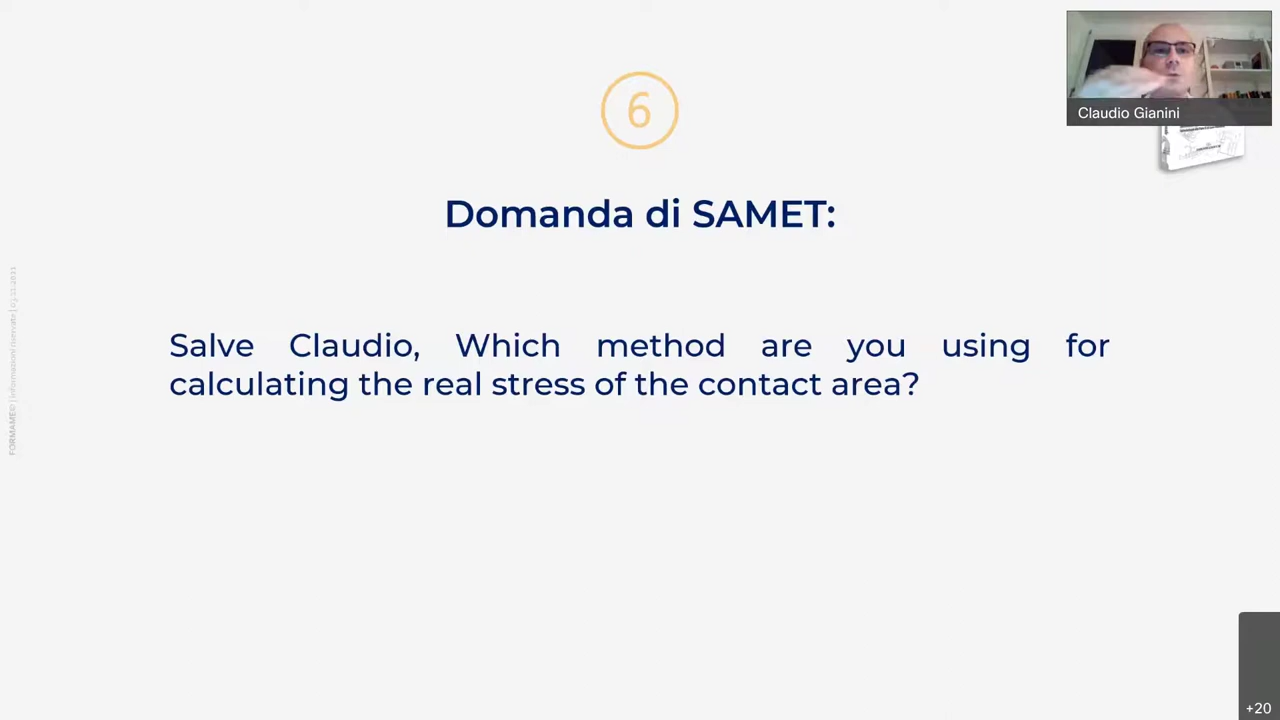 Claudio Gianini
6
Domanda di SAMET:
Salve Claudio, Which method are you using for
calculating the real stress of the contact area?
+20